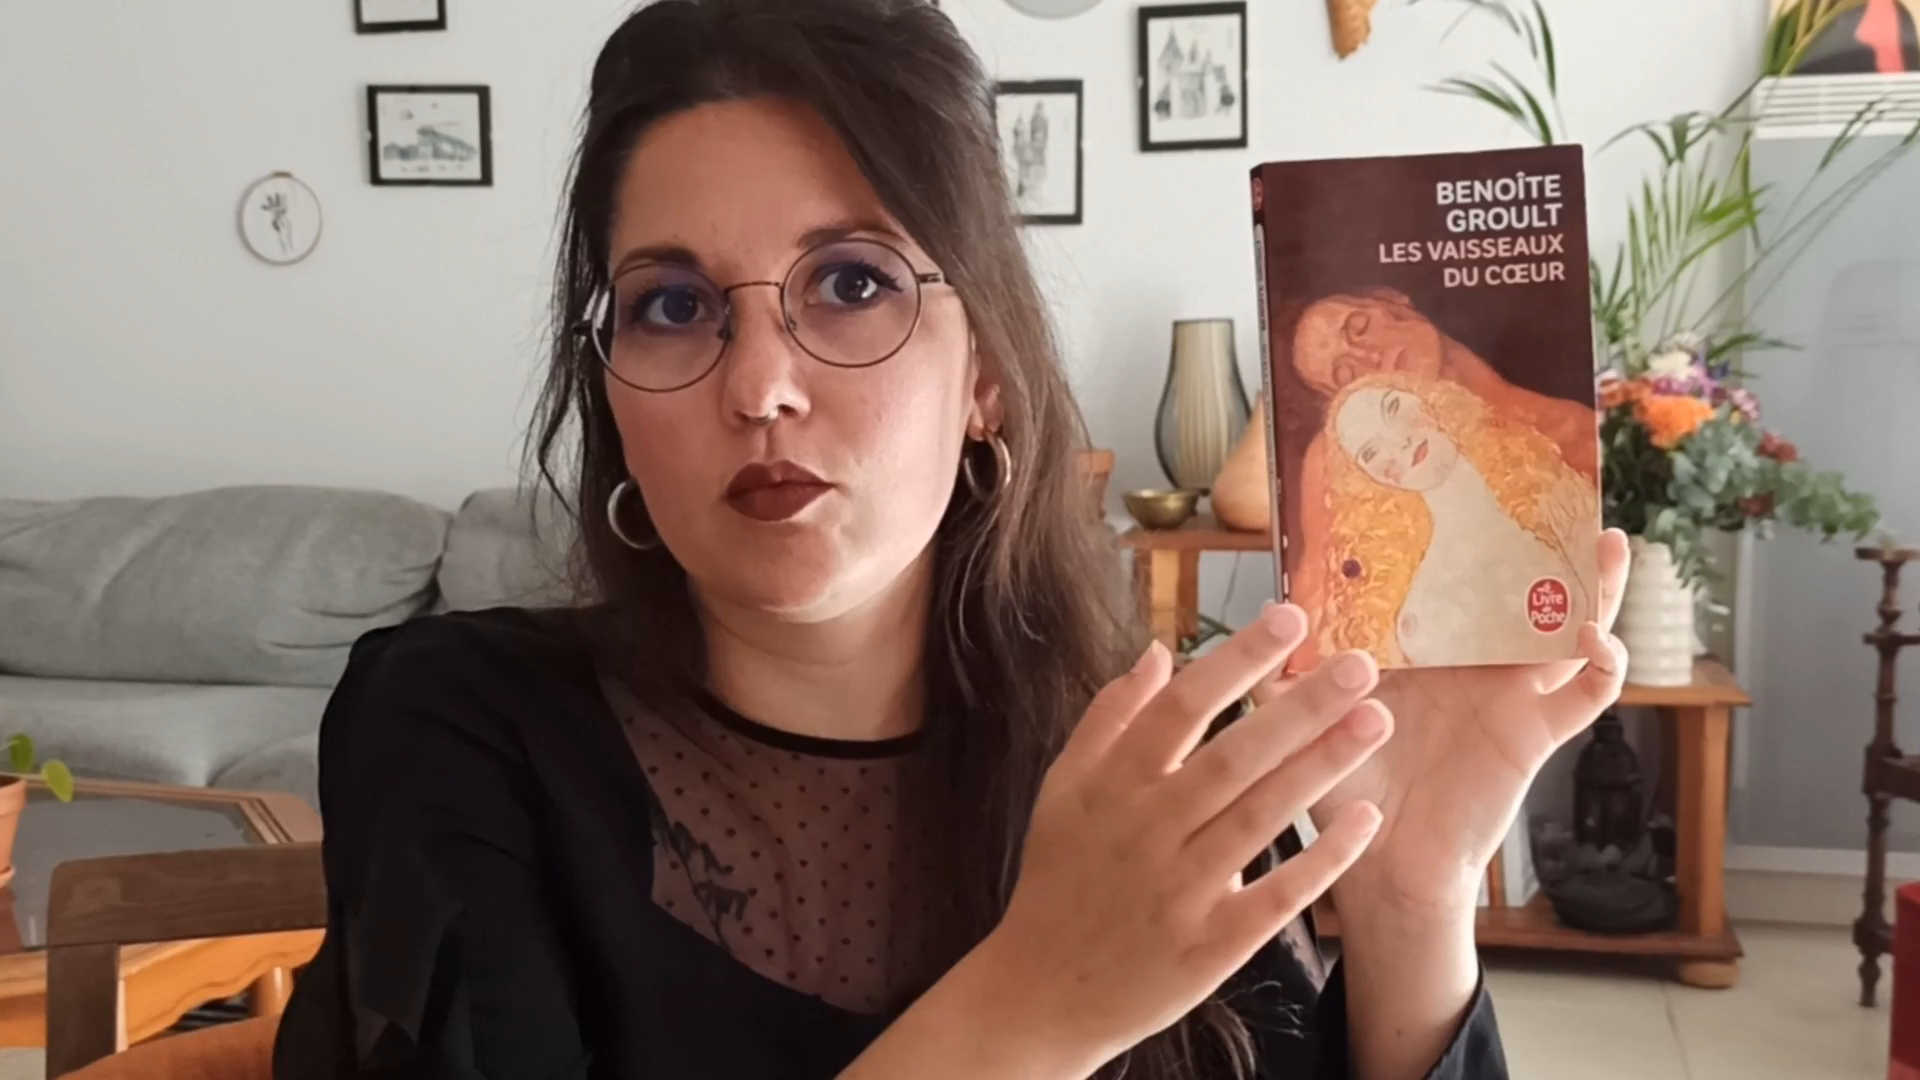 BENOÎTE
GROULT
LES VAISSEAUX
DU CŒUR
Le
Livre
de
Poche